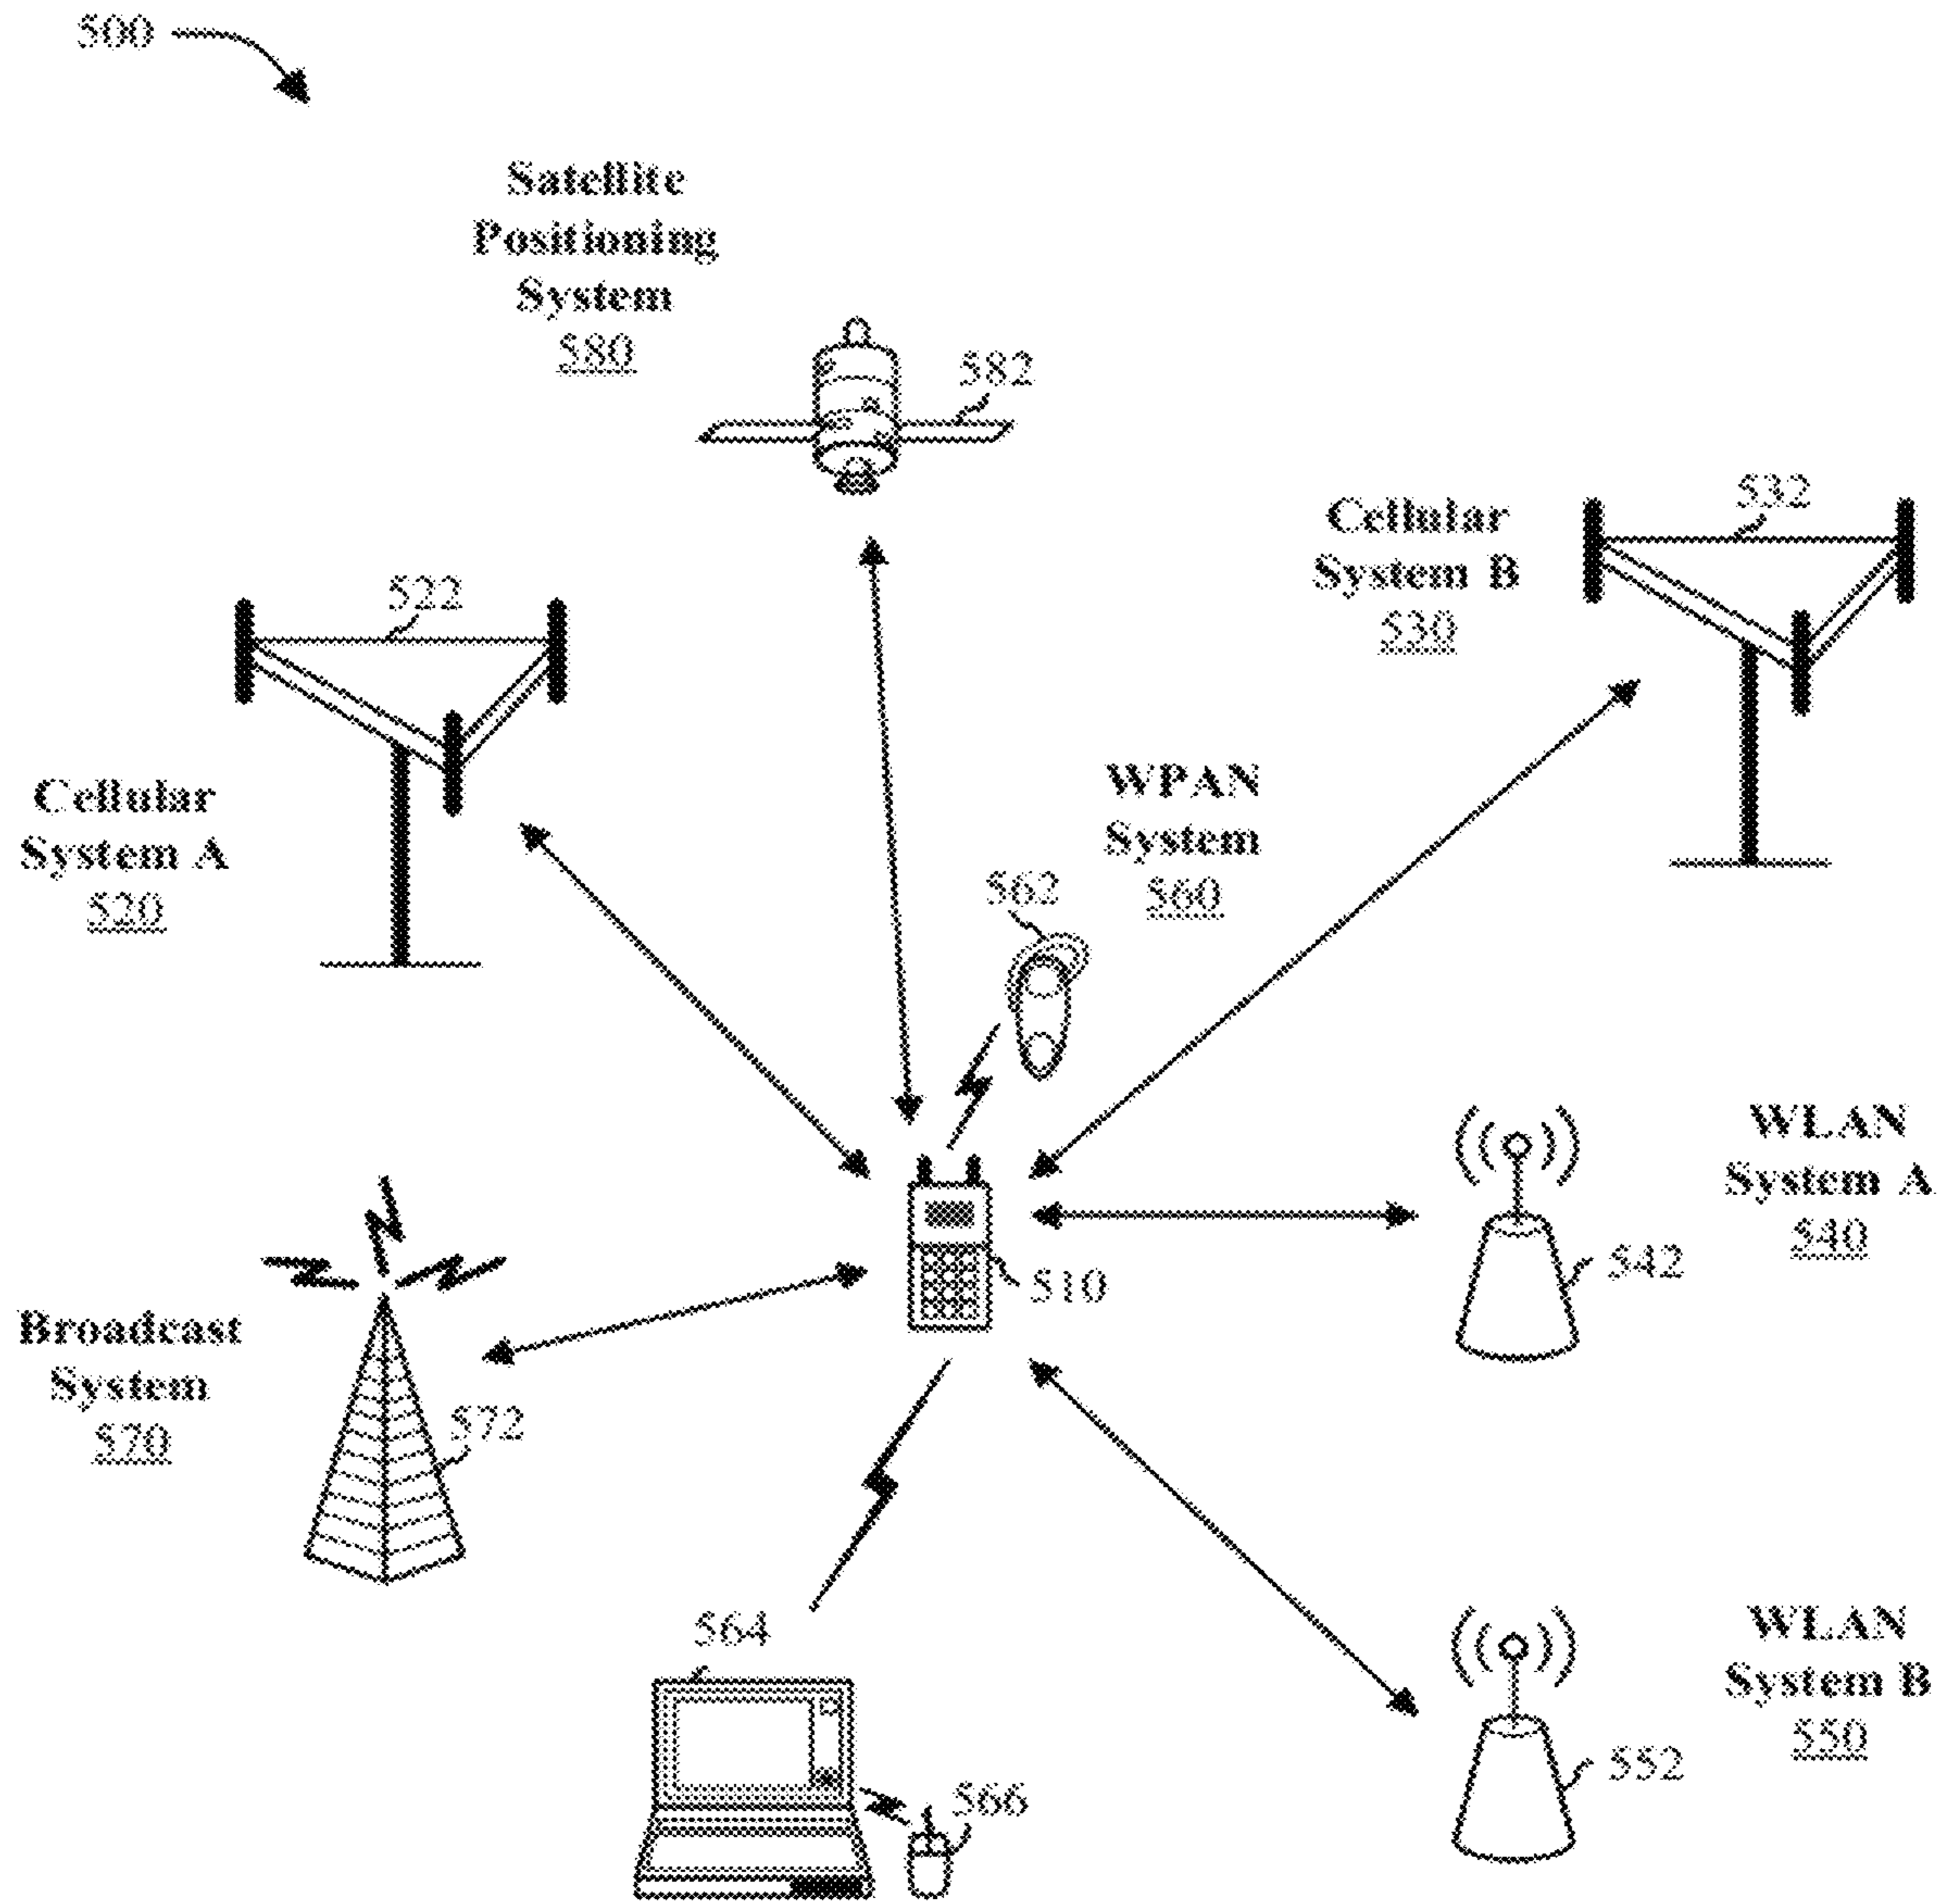 500
Satellite
Positioning
System
580
582
Cellular
System B
530
532
522
Cellular
System A
520
WPAN
System
560
562
WLAN
System A
540
542
510
Broadcast
System
570
572
564
566
WLAN
System B
550
552